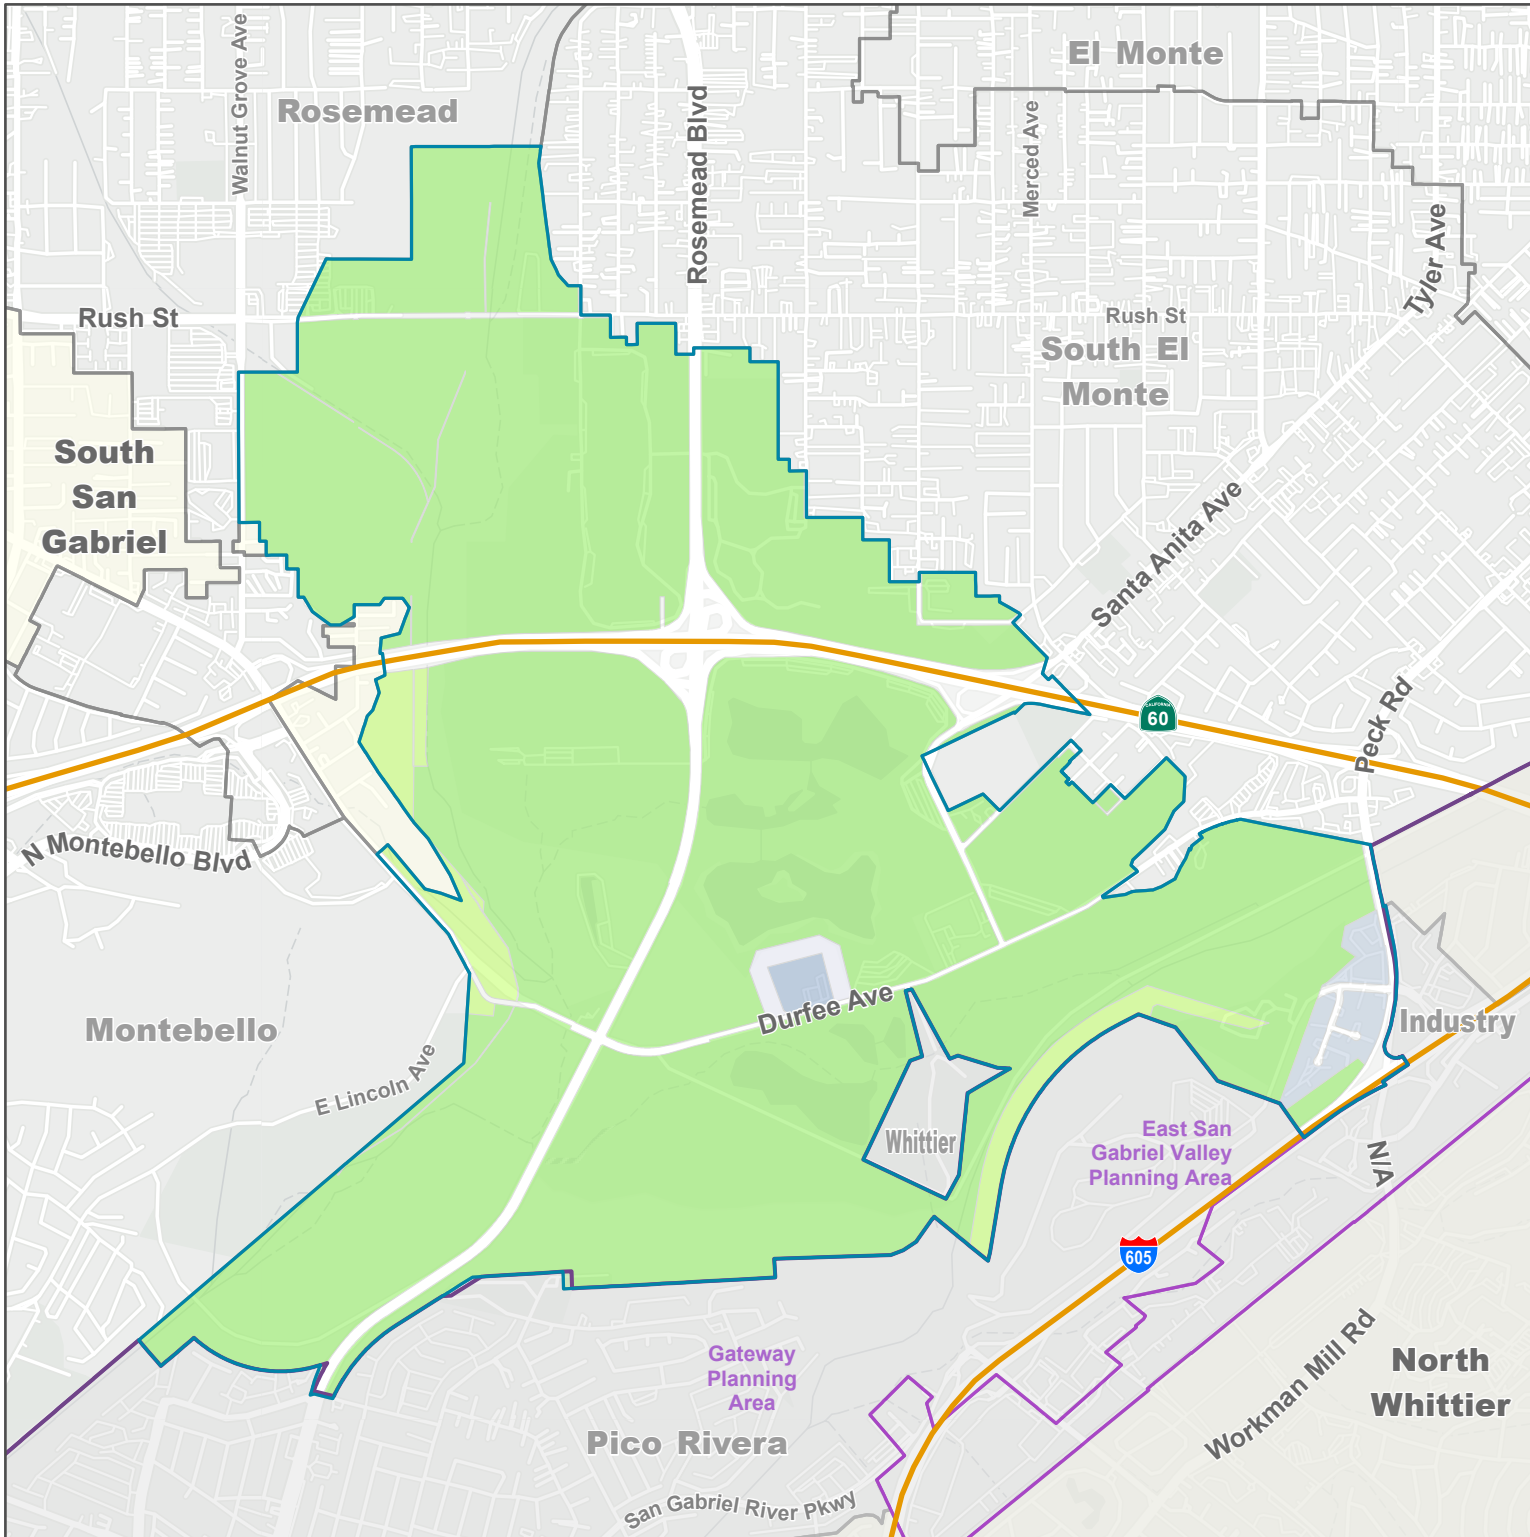 El Monte
Walnut Grove Ave
Rosemead
Rosemead Blvd
Merced Ave
Tyler Ave
Rush St
Rush St
South El
Monte
South
San
Gabriel
Santa Anita Ave
CALIFORNIA
60
Peck Rd
N Montebello Blvd
Durfee Ave
Montebello
Industry
E Lincoln Ave
Whittier
East San
Gabriel Valley
Planning Area
N/A
605
Gateway
Planning
Area
North
Whittier
Workman Mill Rd
Pico Rivera
San Gabriel River Pkwy